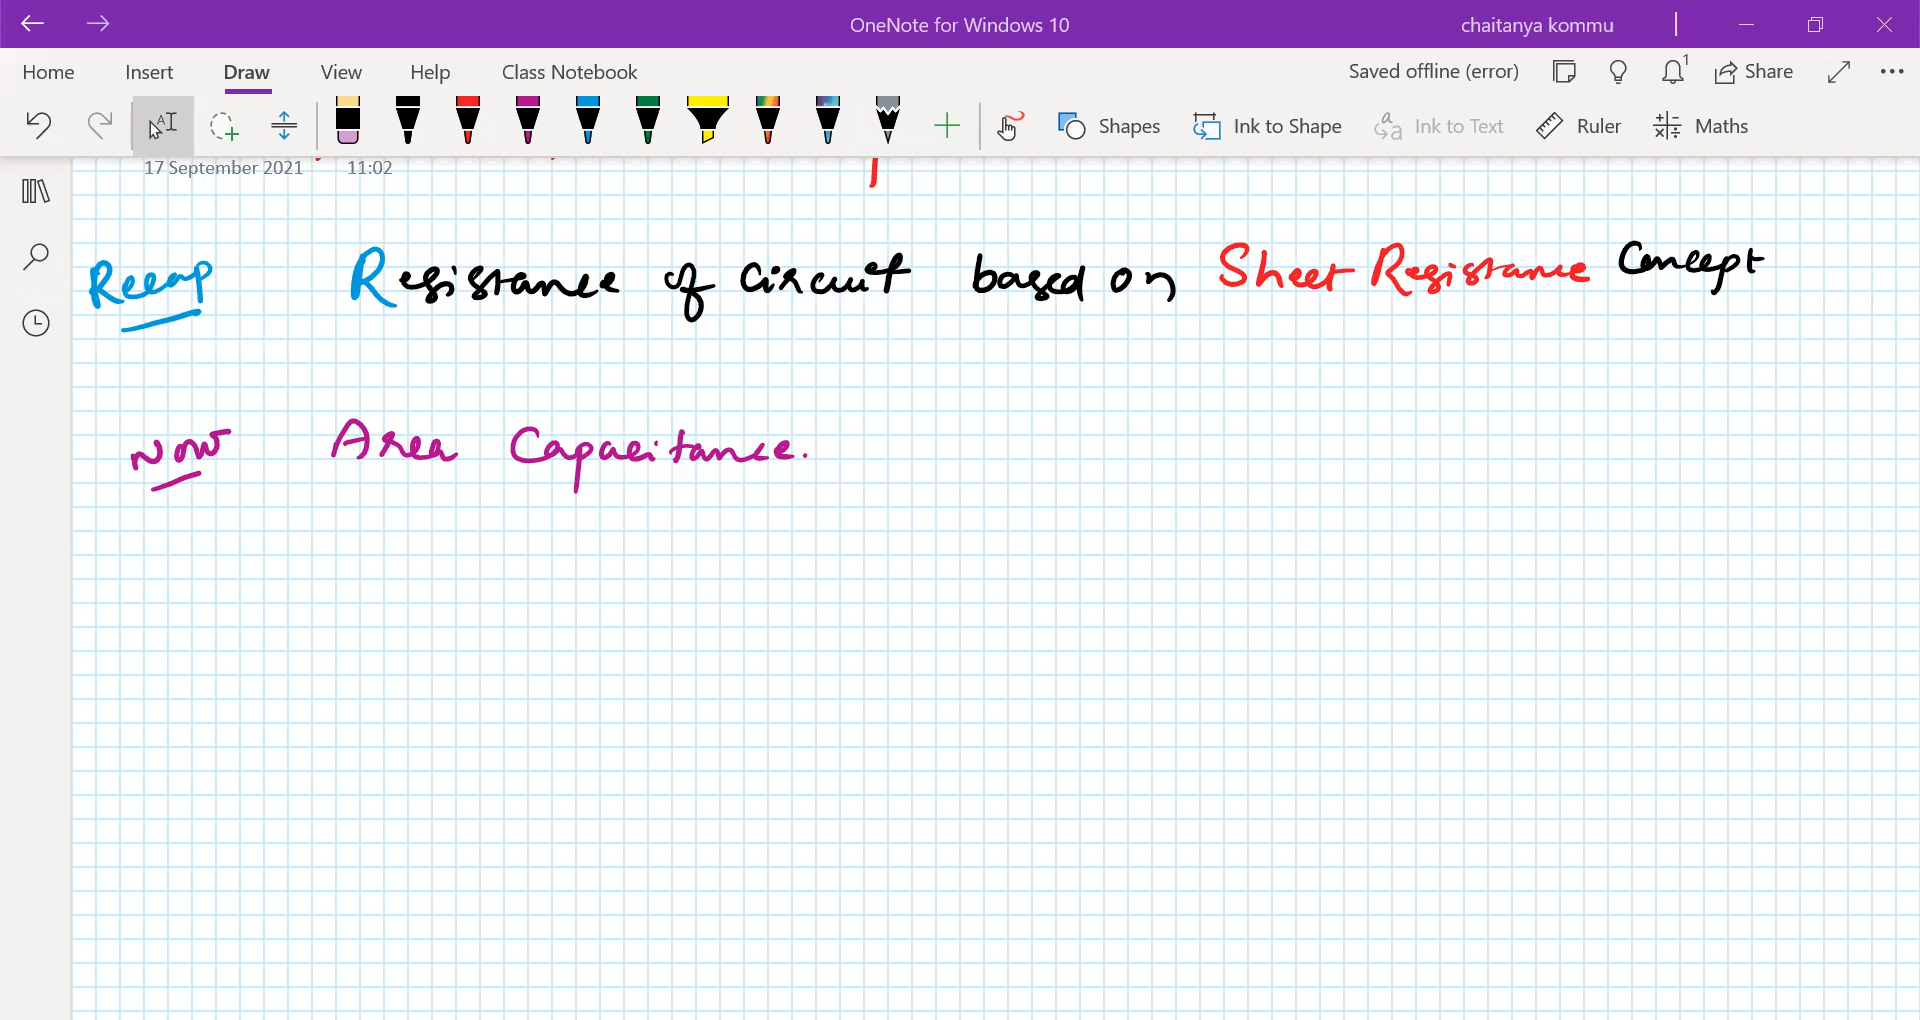 OneNote for Windows 10 chaitanya kommu
Home Insert Draw View Help Class Notebook Saved offline (error) 1 Share
Shapes Ink to Shape Ink to Text Ruler Maths
17 September 2021 11:02
Recap Resistance of circuit based on Sheet Resistance Concept
Now Area Capacitance.